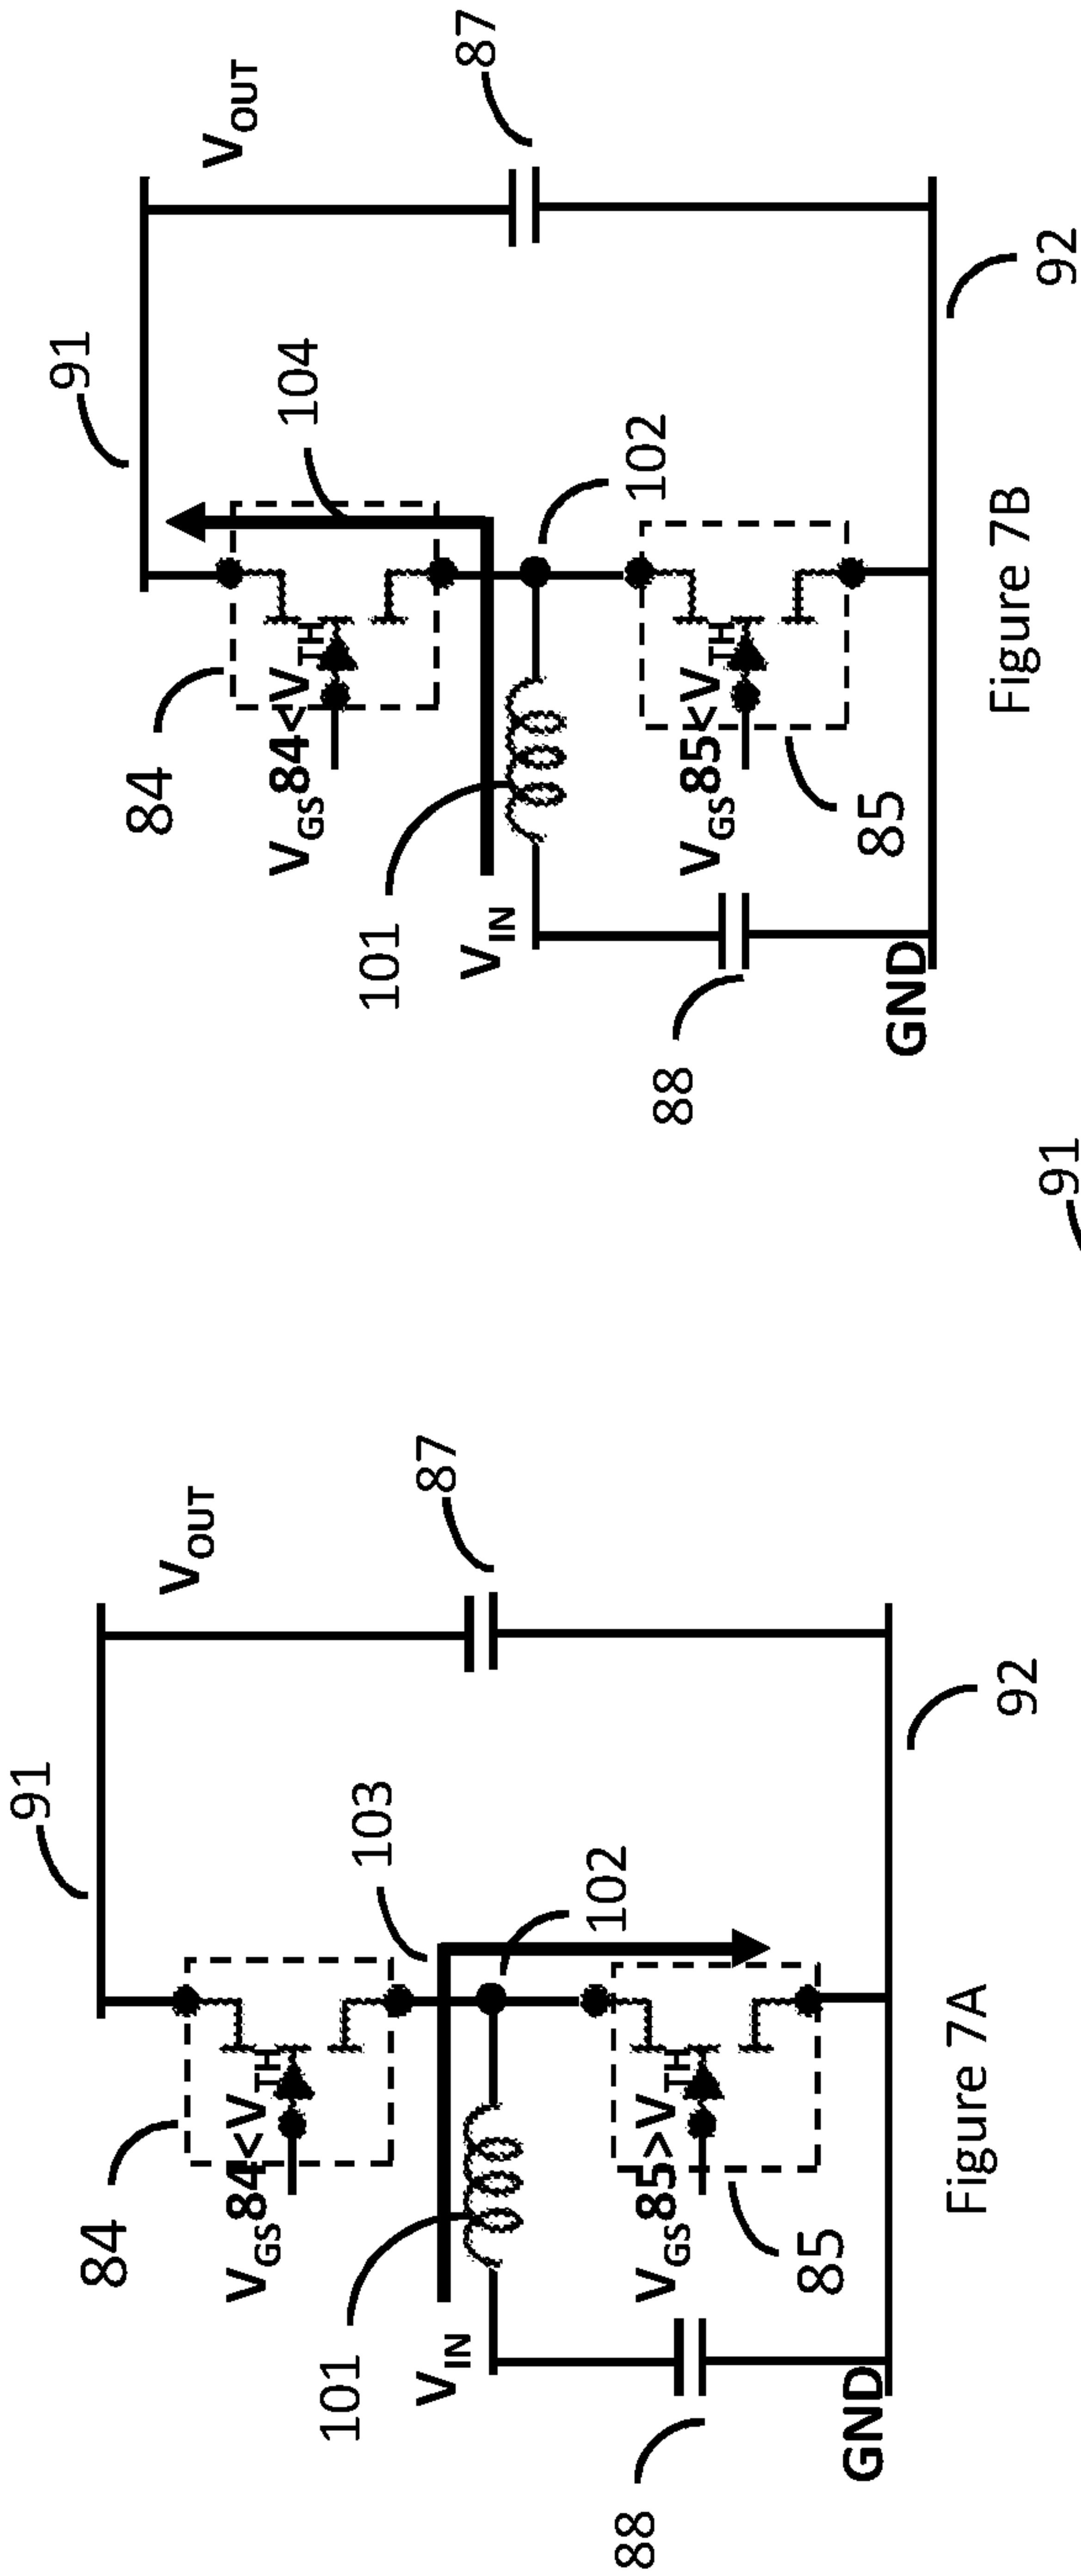 91
V_OUT
84
V_GS84<V_TH
103
87
101
V_IN
102
V_GS85>V_TH
88
85
GND
92
Figure 7A
91
V_OUT
84
V_GS84<V_TH
104
87
101
V_IN
102
V_GS85<V_TH
88
85
GND
92
Figure 7B
91